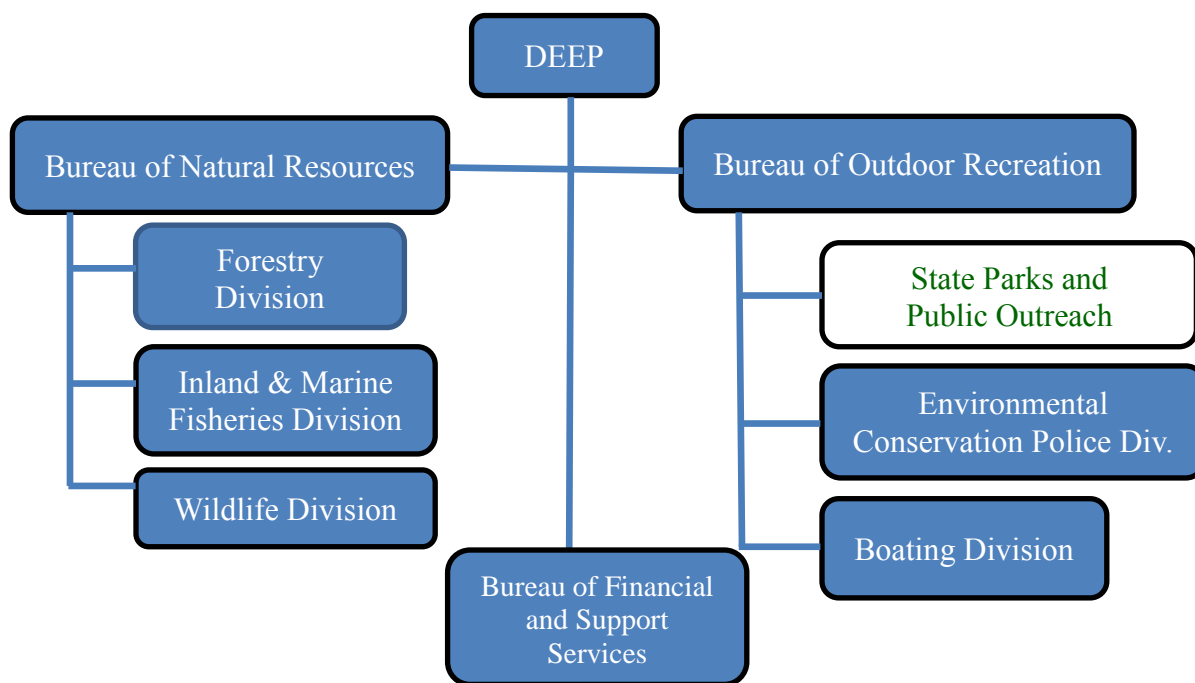 DEEP
Bureau of Natural Resources
Bureau of Outdoor Recreation
Forestry
Division
Inland & Marine
Fisheries Division
Wildlife Division
State Parks and
Public Outreach
Environmental
Conservation Police Div.
Boating Division
Bureau of Financial
and Support
Services